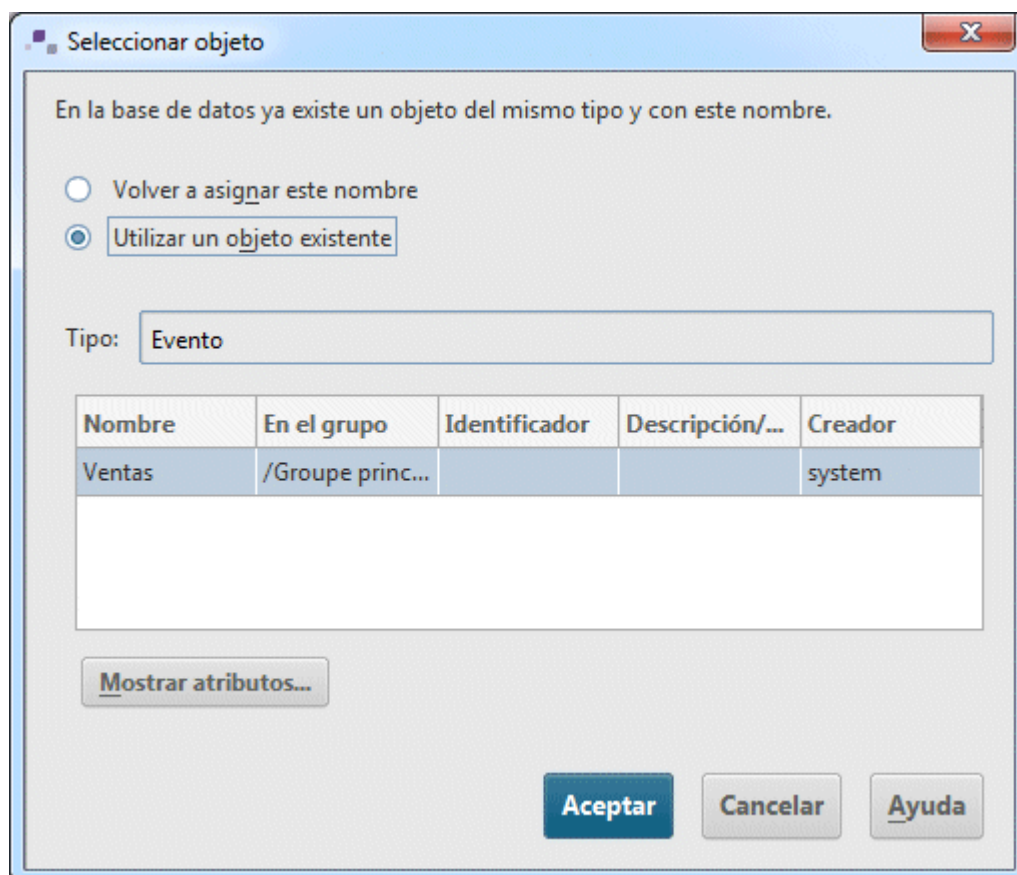 Seleccionar objeto
En la base de datos ya existe un objeto del mismo tipo y con este nombre.
Volver a asignar este nombre
Utilizar un objeto existente
Tipo: Evento
Nombre En el grupo Identificador Descripción/... Creador
Ventas /Groupe princ... system
Mostrar atributos...
Aceptar Cancelar Ayuda